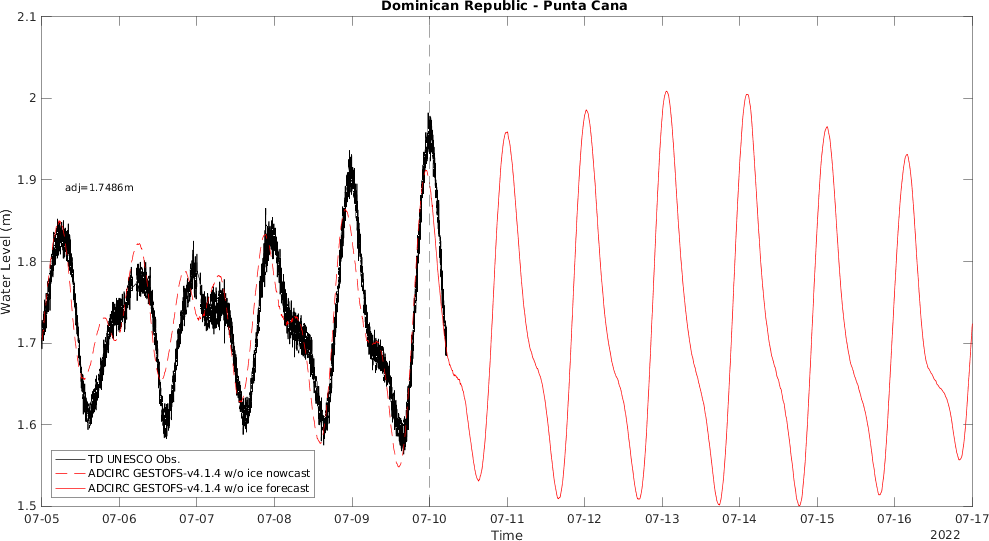 Dominican Republic - Punta Cana
2.1
2
1.9
1.8
1.7
1.6
1.5
Water Level (m)
adj=1.7486m
TD UNESCO Obs.
ADCIRC GESTOFS-v4.1.4 w/o ice nowcast
ADCIRC GESTOFS-v4.1.4 w/o ice forecast
07-05 07-06 07-07 07-08 07-09 07-10 07-11 07-12 07-13 07-14 07-15 07-16 07-17
Time
2022